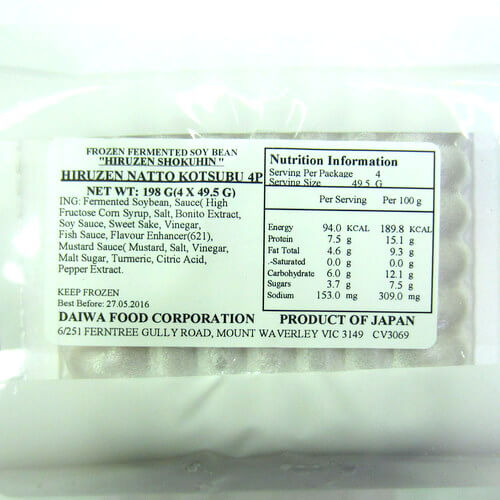 FROZEN FERMENTED SOY BEAN
"HIRUZEN SHOKUHIN "
HIRUZEN NATTO KOTSUBU 4P
NET WT: 198 G(4 X 49.5 G)
ING: Fermented Soybean, Sauce( High
Fructose Corn Syrup, Salt, Bonito Extract,
Soy Sauce, Sweet Sake, Vinegar,
Fish Sauce, Flavour Enhancer(621),
Mustard Sauce( Mustard, Salt, Vinegar,
Malt Sugar, Turmeric, Citric Acid,
Pepper Extract.
KEEP FROZEN
Best Before: 27.05.2016
Nutrition Information
Serving Per Package 4
Serving Size 49.5 G
Per Serving Per 100 g
Energy 94.0 KCAL 189.8 KCAL
Protein 7.5 g 15.1 g
Fat Total 4.6 g 9.3 g
.-Saturated 0.0 g 0.0 g
Carbohydrate 6.0 g 12.1 g
Sugars 3.7 g 7.5 g
Sodium 153.0 mg 309.0 mg
DAIWA FOOD CORPORATION PRODUCT OF JAPAN
6/251 FERNTREE GULLY ROAD, MOUNT WAVERLEY VIC 3149 CV3069